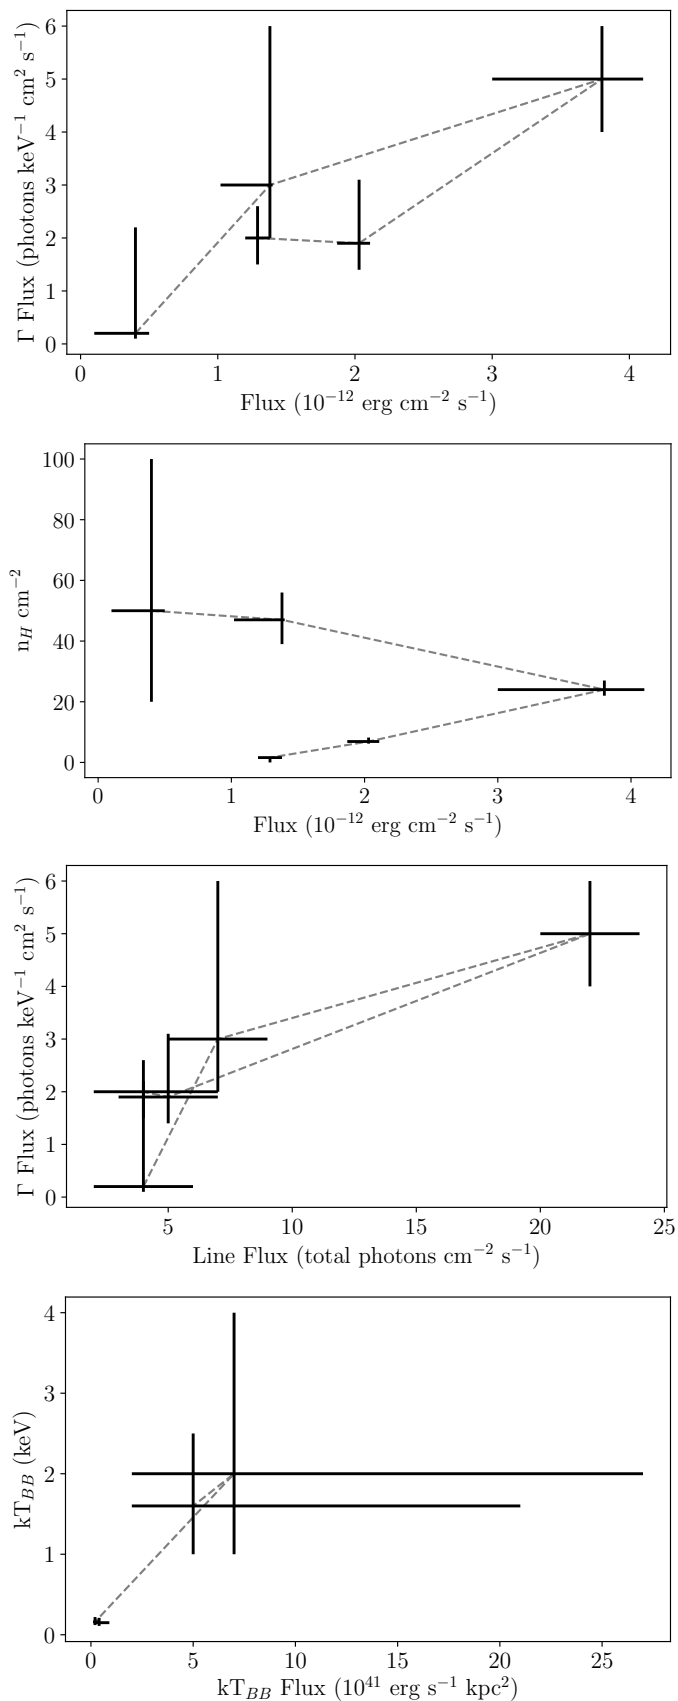 6
5
4
3
2
1
0
Γ Flux (photons keV⁻¹ cm² s⁻¹)
0 1 2 3 4
Flux (10⁻¹² erg cm⁻² s⁻¹)
100
80
60
40
20
0
n_H cm⁻²
0 1 2 3 4
Flux (10⁻¹² erg cm⁻² s⁻¹)
6
5
4
3
2
1
0
Γ Flux (photons keV⁻¹ cm² s⁻¹)
5 10 15 20 25
Line Flux (total photons cm⁻² s⁻¹)
4
3
2
1
0
kT_BB (keV)
0 5 10 15 20 25
kT_BB Flux (10⁴¹ erg s⁻¹ kpc²)